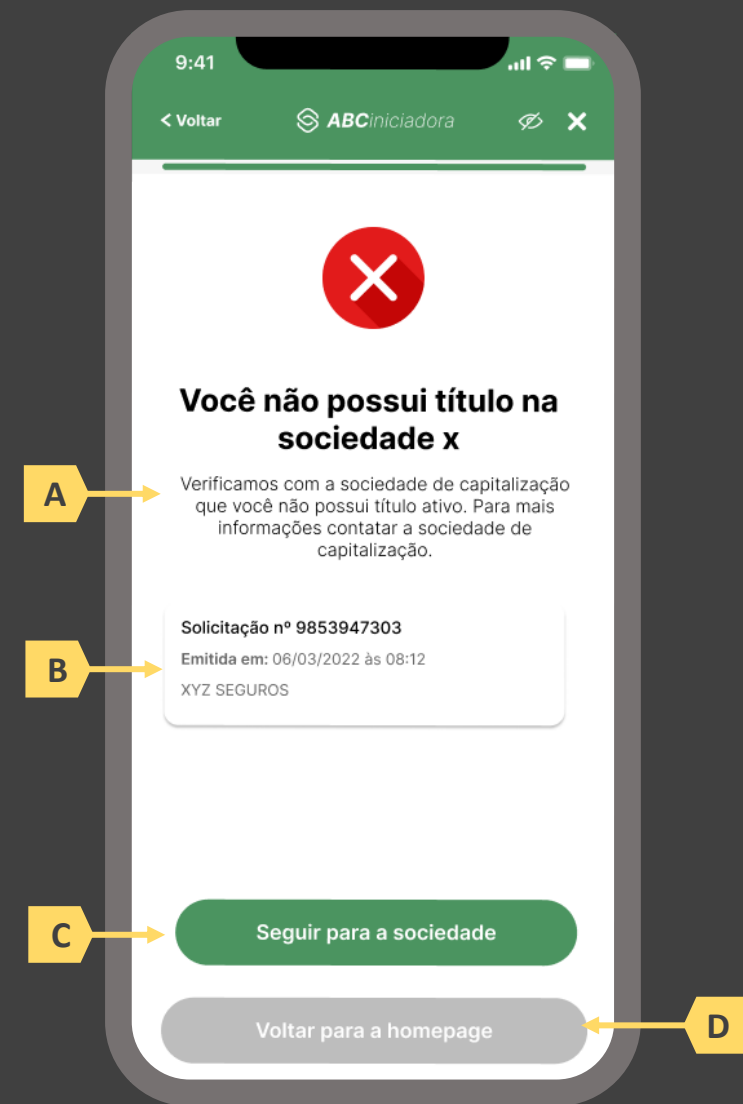 9:41
< Voltar
ABCiniciadora
Você não possui título na
sociedade x
A
Verificamos com a sociedade de capitalização
que você não possui título ativo. Para mais
informações contatar a sociedade de
capitalização.
B
Solicitação nº 9853947303
Emitida em: 06/03/2022 às 08:12
XYZ SEGUROS
C
Seguir para a sociedade
Voltar para a homepage
D